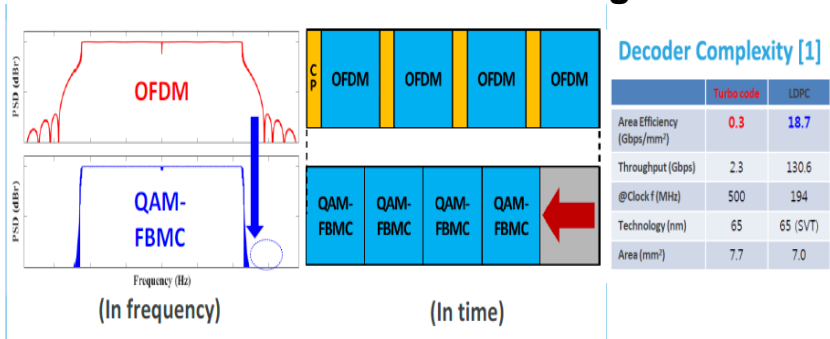 PSD (dBr)
OFDM
PSD (dBr)
QAM-
FBMC
Frequency (Hz)
(In frequency)
C
P
OFDM
OFDM
OFDM
OFDM
QAM-
FBMC
QAM-
FBMC
QAM-
FBMC
QAM-
FBMC
(In time)
Decoder Complexity [1]
Turbo code LDPC
Area Efficiency
(Gbps/mm²) 0.3 18.7
Throughput (Gbps) 2.3 130.6
@Clock f (MHz) 500 194
Technology (nm) 65 65 (SVT)
Area (mm²) 7.7 7.0